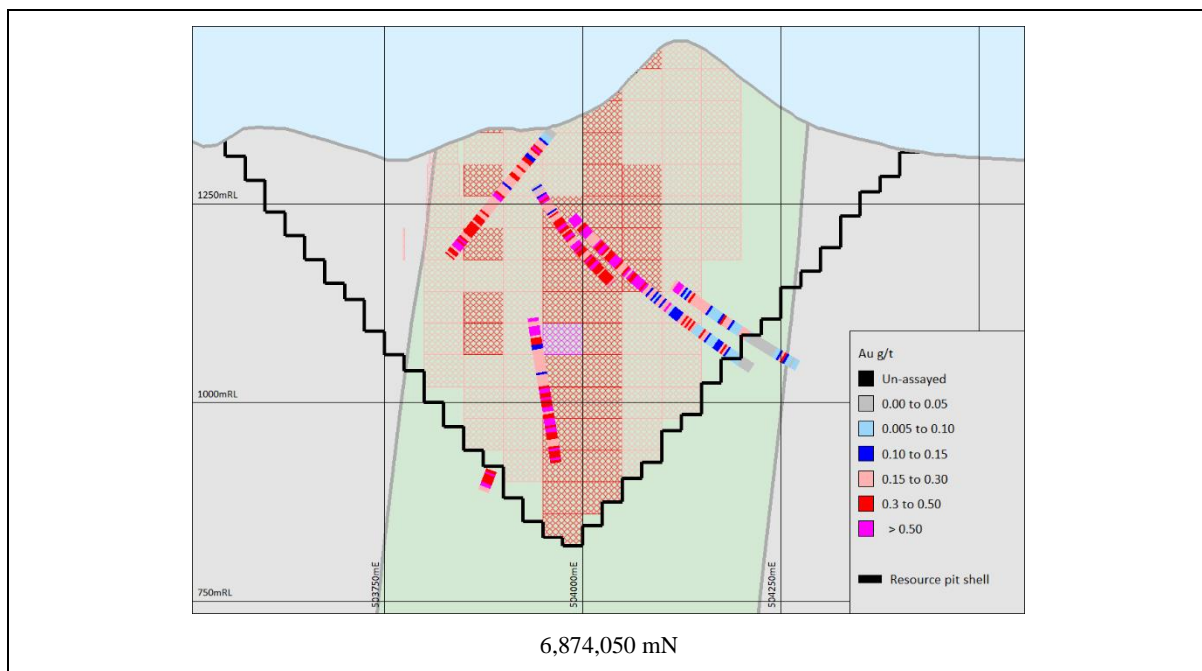 1250mRL
1000mRL
750mRL
503750mE
504000mE
504250mE
Au g/t
Un-assayed
0.00 to 0.05
0.005 to 0.10
0.10 to 0.15
0.15 to 0.30
0.3 to 0.50
> 0.50
Resource pit shell
6,874,050 mN